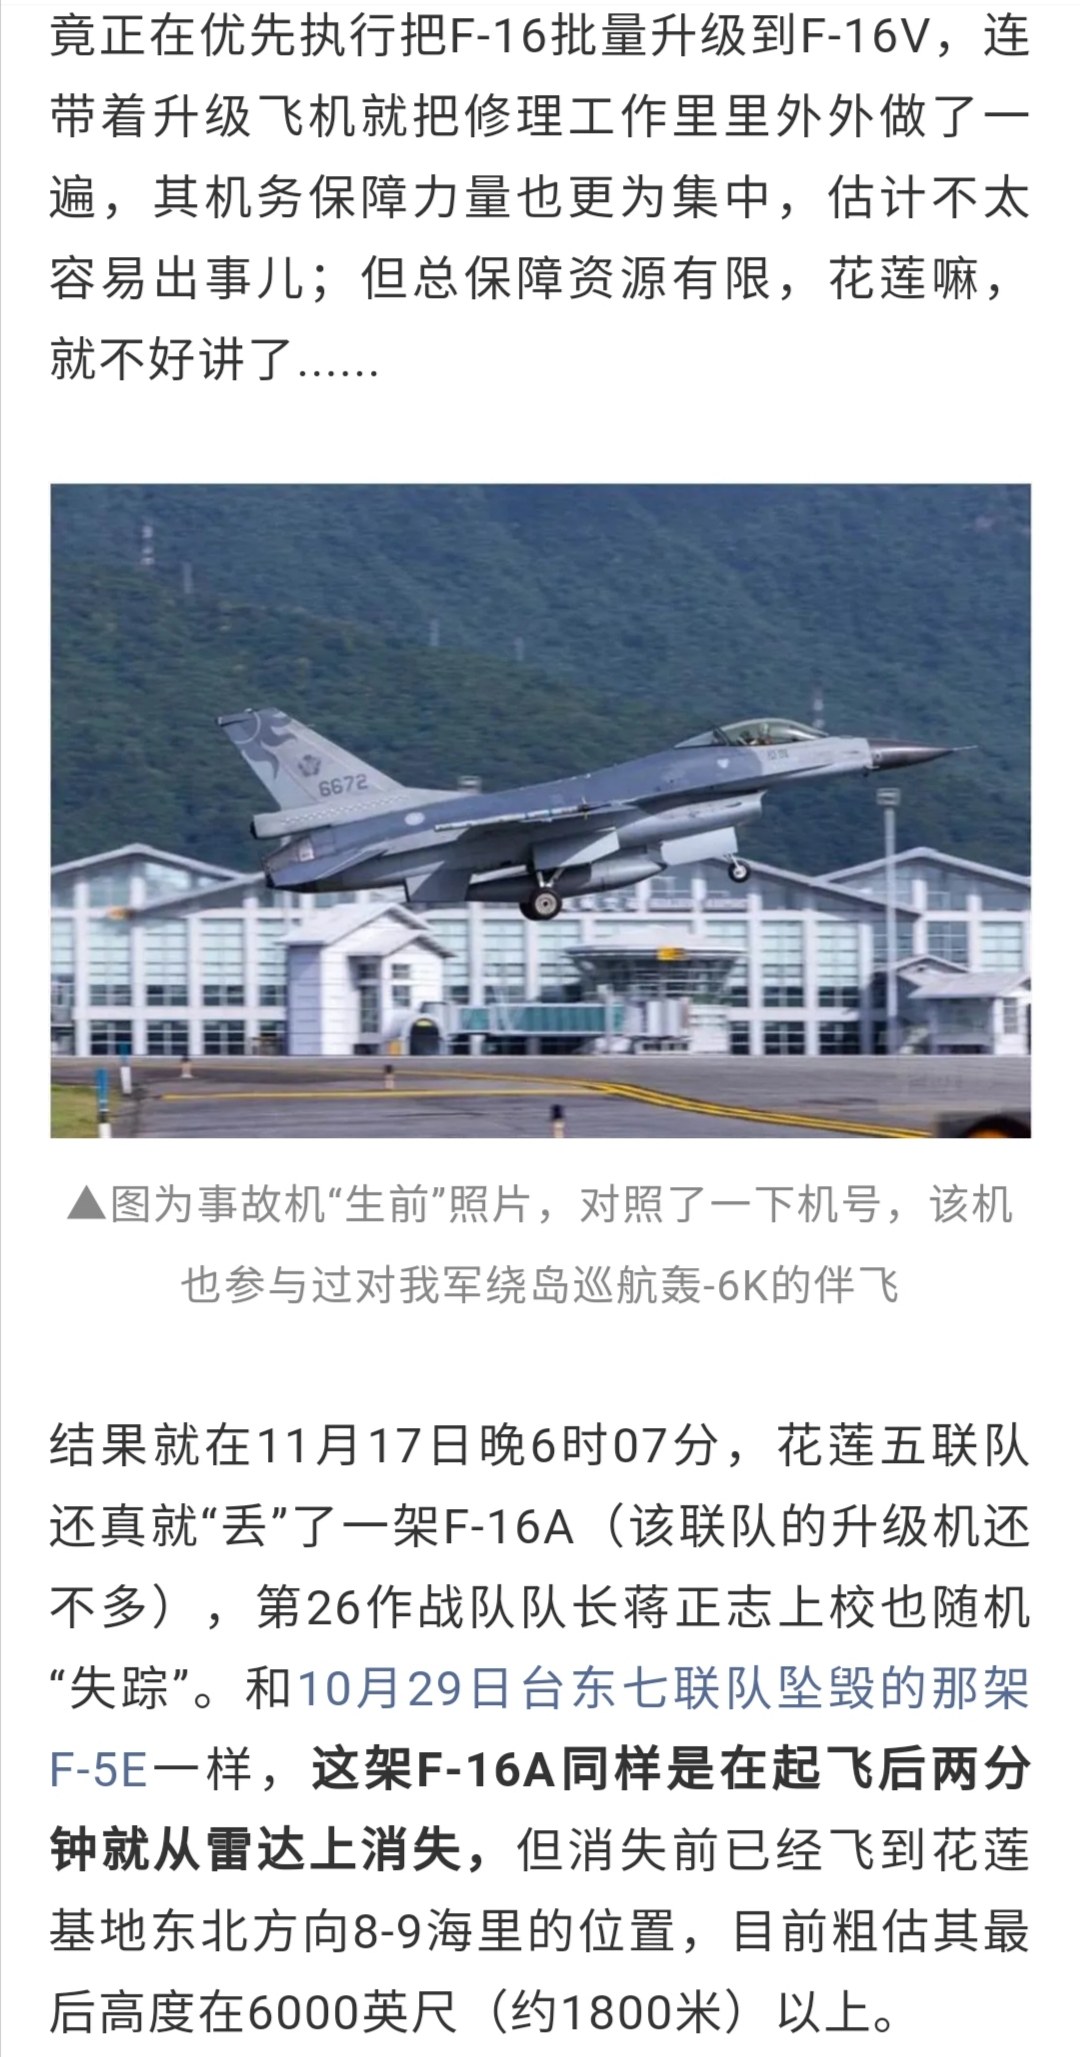 竟正在优先执行把F-16批量升级到F-16V，连
带着升级飞机就把修理工作里里外外做了一
遍，其机务保障力量也更为集中，估计不太
容易出事儿；但总保障资源有限，花莲嘛，
就不好讲了......
6672
▲图为事故机“生前”照片，对照了一下机号，该机
也参与过对我军绕岛巡航轰-6K的伴飞
结果就在11月17日晚6时07分，花莲五联队
还真就“丢”了一架F-16A（该联队的升级机还
不多），第26作战队队长蒋正志上校也随机
“失踪”。和10月29日台东七联队坠毁的那架
F-5E一样，这架F-16A同样是在起飞后两分
钟就从雷达上消失，但消失前已经飞到花莲
基地东北方向8-9海里的位置，目前粗估其最
后高度在6000英尺（约1800米）以上。